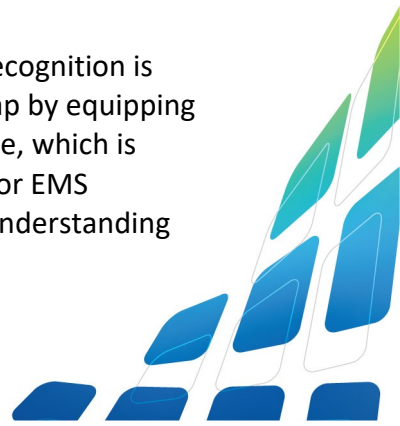 ecognition is
ap by equipping
e, which is
or EMS
nderstanding